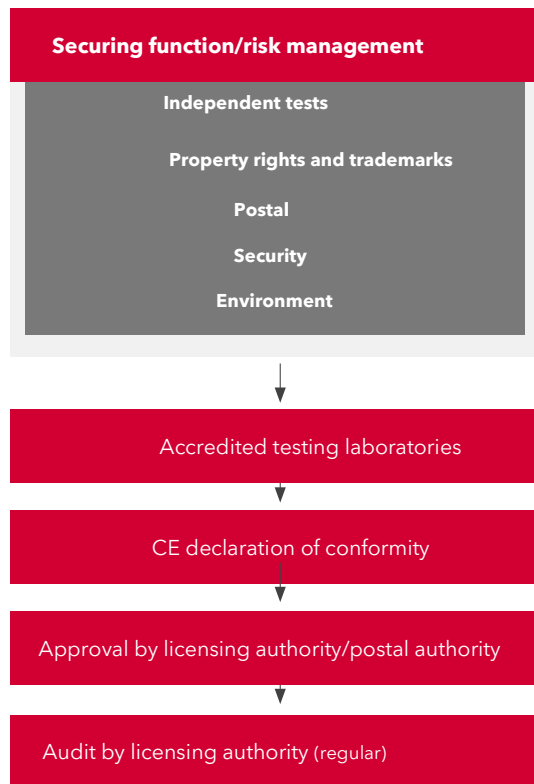 Securing function/risk management
Independent tests
Property rights and trademarks
Postal
Security
Environment
Accredited testing laboratories
CE declaration of conformity
Approval by licensing authority/postal authority
Audit by licensing authority (regular)